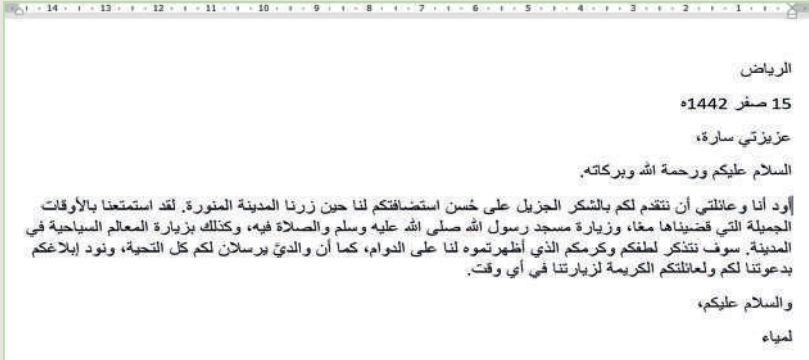 14 13 12 11 10 9 8 7 6 5 4 3 2 1
الرياض
15 صفر 1442ه
عزيزتي سارة،
السلام عليكم ورحمة الله وبركاته.
أود أنا وعائلتي أن نتقدم لكم بالشكر الجزيل على حُسن استضافتكم لنا حين زرنا المدينة المنورة. لقد استمتعنا بالأوقات
الجميلة التي قضيناها معًا، وزيارة مسجد رسول الله صلى الله عليه وسلم والصلاة فيه، وكذلك بزيارة المعالم السياحية في
المدينة. سوف نتذكر لطفكم وكرمكم الذي أظهرتموه لنا على الدوام، كما أن والديَّ يرسلان لكم كل التحية، ونود إبلاغكم
بدعوتنا لكم ولعائلتكم الكريمة لزيارتنا في أي وقت.
والسلام عليكم،
لمياء